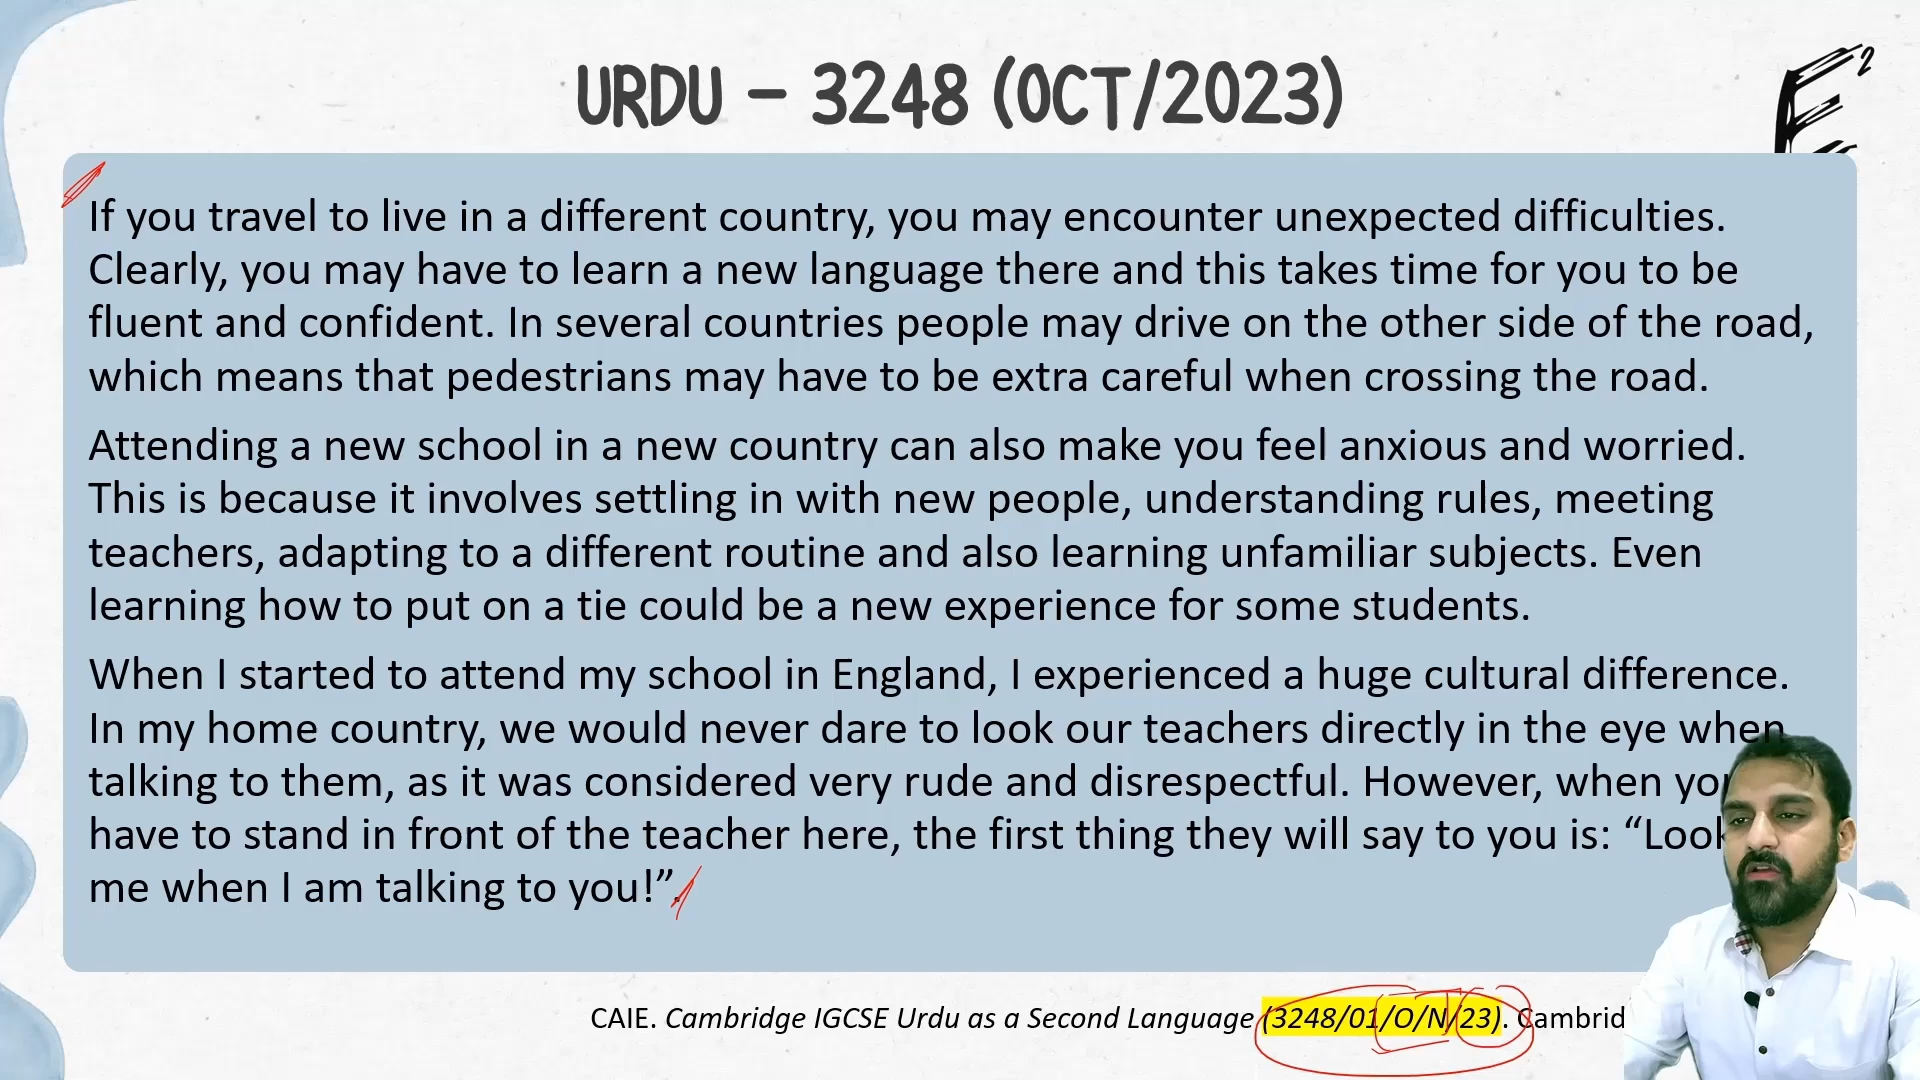 URDU – 3248 (OCT/2023)
E²
If you travel to live in a different country, you may encounter unexpected difficulties.
Clearly, you may have to learn a new language there and this takes time for you to be
fluent and confident. In several countries people may drive on the other side of the road,
which means that pedestrians may have to be extra careful when crossing the road.
Attending a new school in a new country can also make you feel anxious and worried.
This is because it involves settling in with new people, understanding rules, meeting
teachers, adapting to a different routine and also learning unfamiliar subjects. Even
learning how to put on a tie could be a new experience for some students.
When I started to attend my school in England, I experienced a huge cultural difference.
In my home country, we would never dare to look our teachers directly in the eye when
talking to them, as it was considered very rude and disrespectful. However, when
have to stand in front of the teacher here, the first thing they will say to you is: “Look
me when I am talking to you!”.
CAIE. Cambridge IGCSE Urdu as a Second Language (3248/01/O/N/23). Cambrid